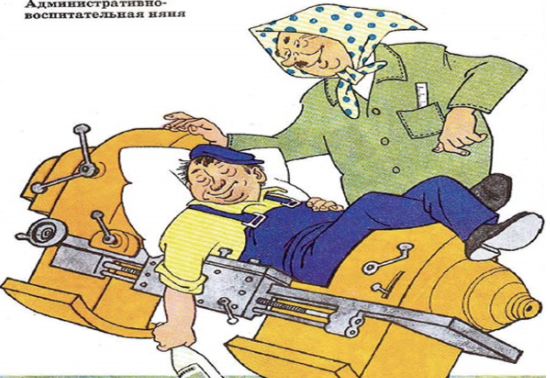 Административно-
воспитательная няня